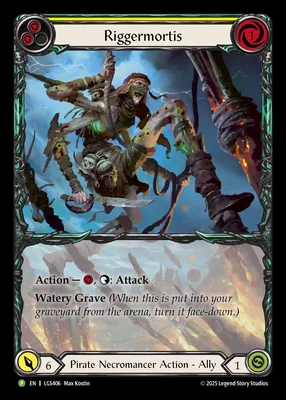 Riggermortis
1
Action — , : Attack
Watery Grave (When this is put into your
graveyard from the arena, turn it face-down.)
6
Pirate Necromancer Action - Ally
1
P
EN
LGS406
Max Kostin
© 2025 Legend Story Studios